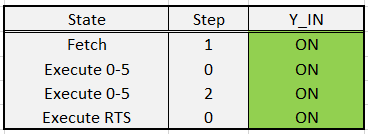 State Step Y_IN
Fetch 1 ON
Execute 0-5 0 ON
Execute 0-5 2 ON
Execute RTS 0 ON